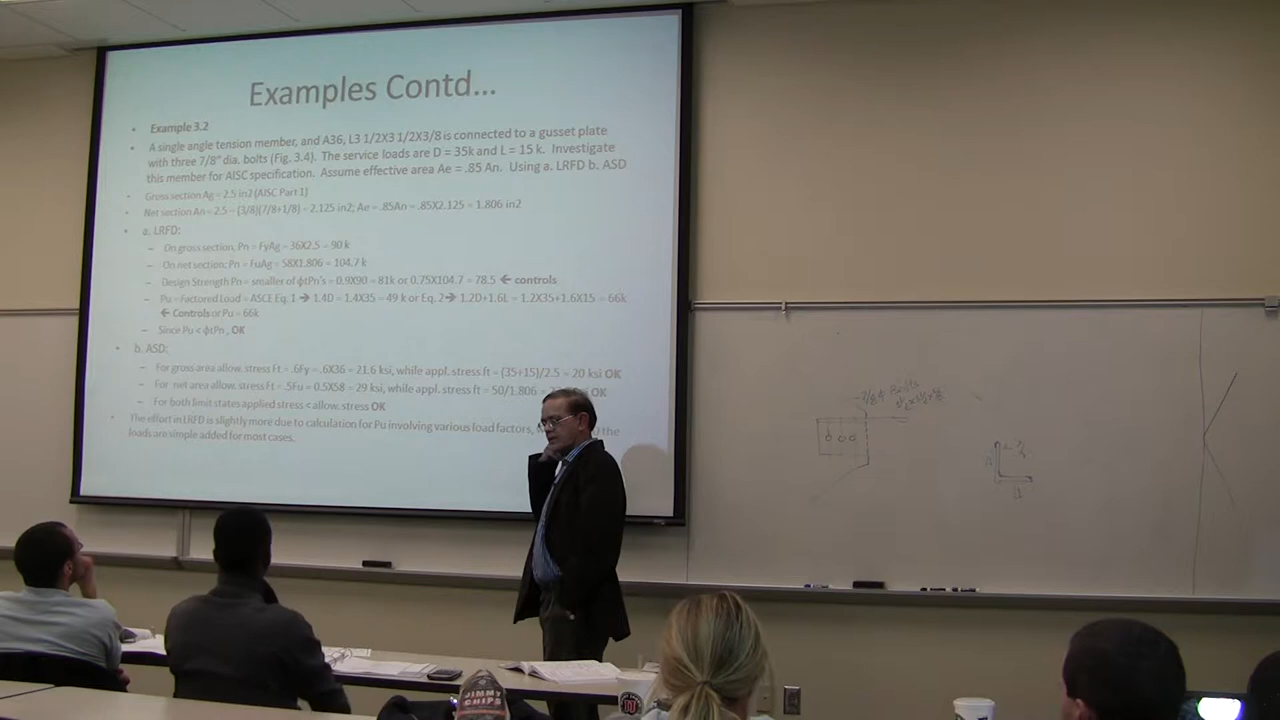 Examples Contd...
• Example 3.2
• A single angle tension member, and A36, L3 1/2X3 1/2X3/8 is connected to a gusset plate
with three 7/8" dia. bolts (Fig. 3.4). The service loads are D = 35k and L = 15 k. Investigate
this member for AISC specification. Assume effective area Ae = .85 An. Using a. LRFD b. ASD
• Gross section Ag = 2.5 in2 (AISC Part 1)
• Net section An = 2.5 – (3/8)(7/8+1/8) = 2.125 in2; Ae = .85An = .85X2.125 = 1.806 in2
• a. LRFD:
– On gross section, Pn = FyAg = 36X2.5 = 90 k
– On net section; Pn = FuAg = 58X1.806 = 104.7 k
– Design Strength Pn = smaller of ϕtPn's = 0.9X90 = 81k or 0.75X104.7 = 78.5 ← controls
– Pu = Factored Load = ASCE Eq. 1 → 1.4D = 1.4X35 = 49 k or Eq. 2→ 1.2D+1.6L = 1.2X35+1.6X15 = 66k
← Controls or Pu = 66k
– Since Pu < ϕtPn , OK
• b. ASD:
– For gross area allow. stress Ft = .6Fy = .6X36 = 21.6 ksi, while appl. stress ft = (35+15)/2.5 = 20 ksi OK
– For net area allow. stress Ft = .5Fu = 0.5X58 = 29 ksi, while appl. stress ft = 50/1.806 = OK
– For both limit states applied stress < allow. stress OK
• The effort in LRFD is slightly more due to calculation for Pu involving various load factors, the
loads are simple added for most cases.
7/8 ϕ Bolts
JIMMY
CHIPS